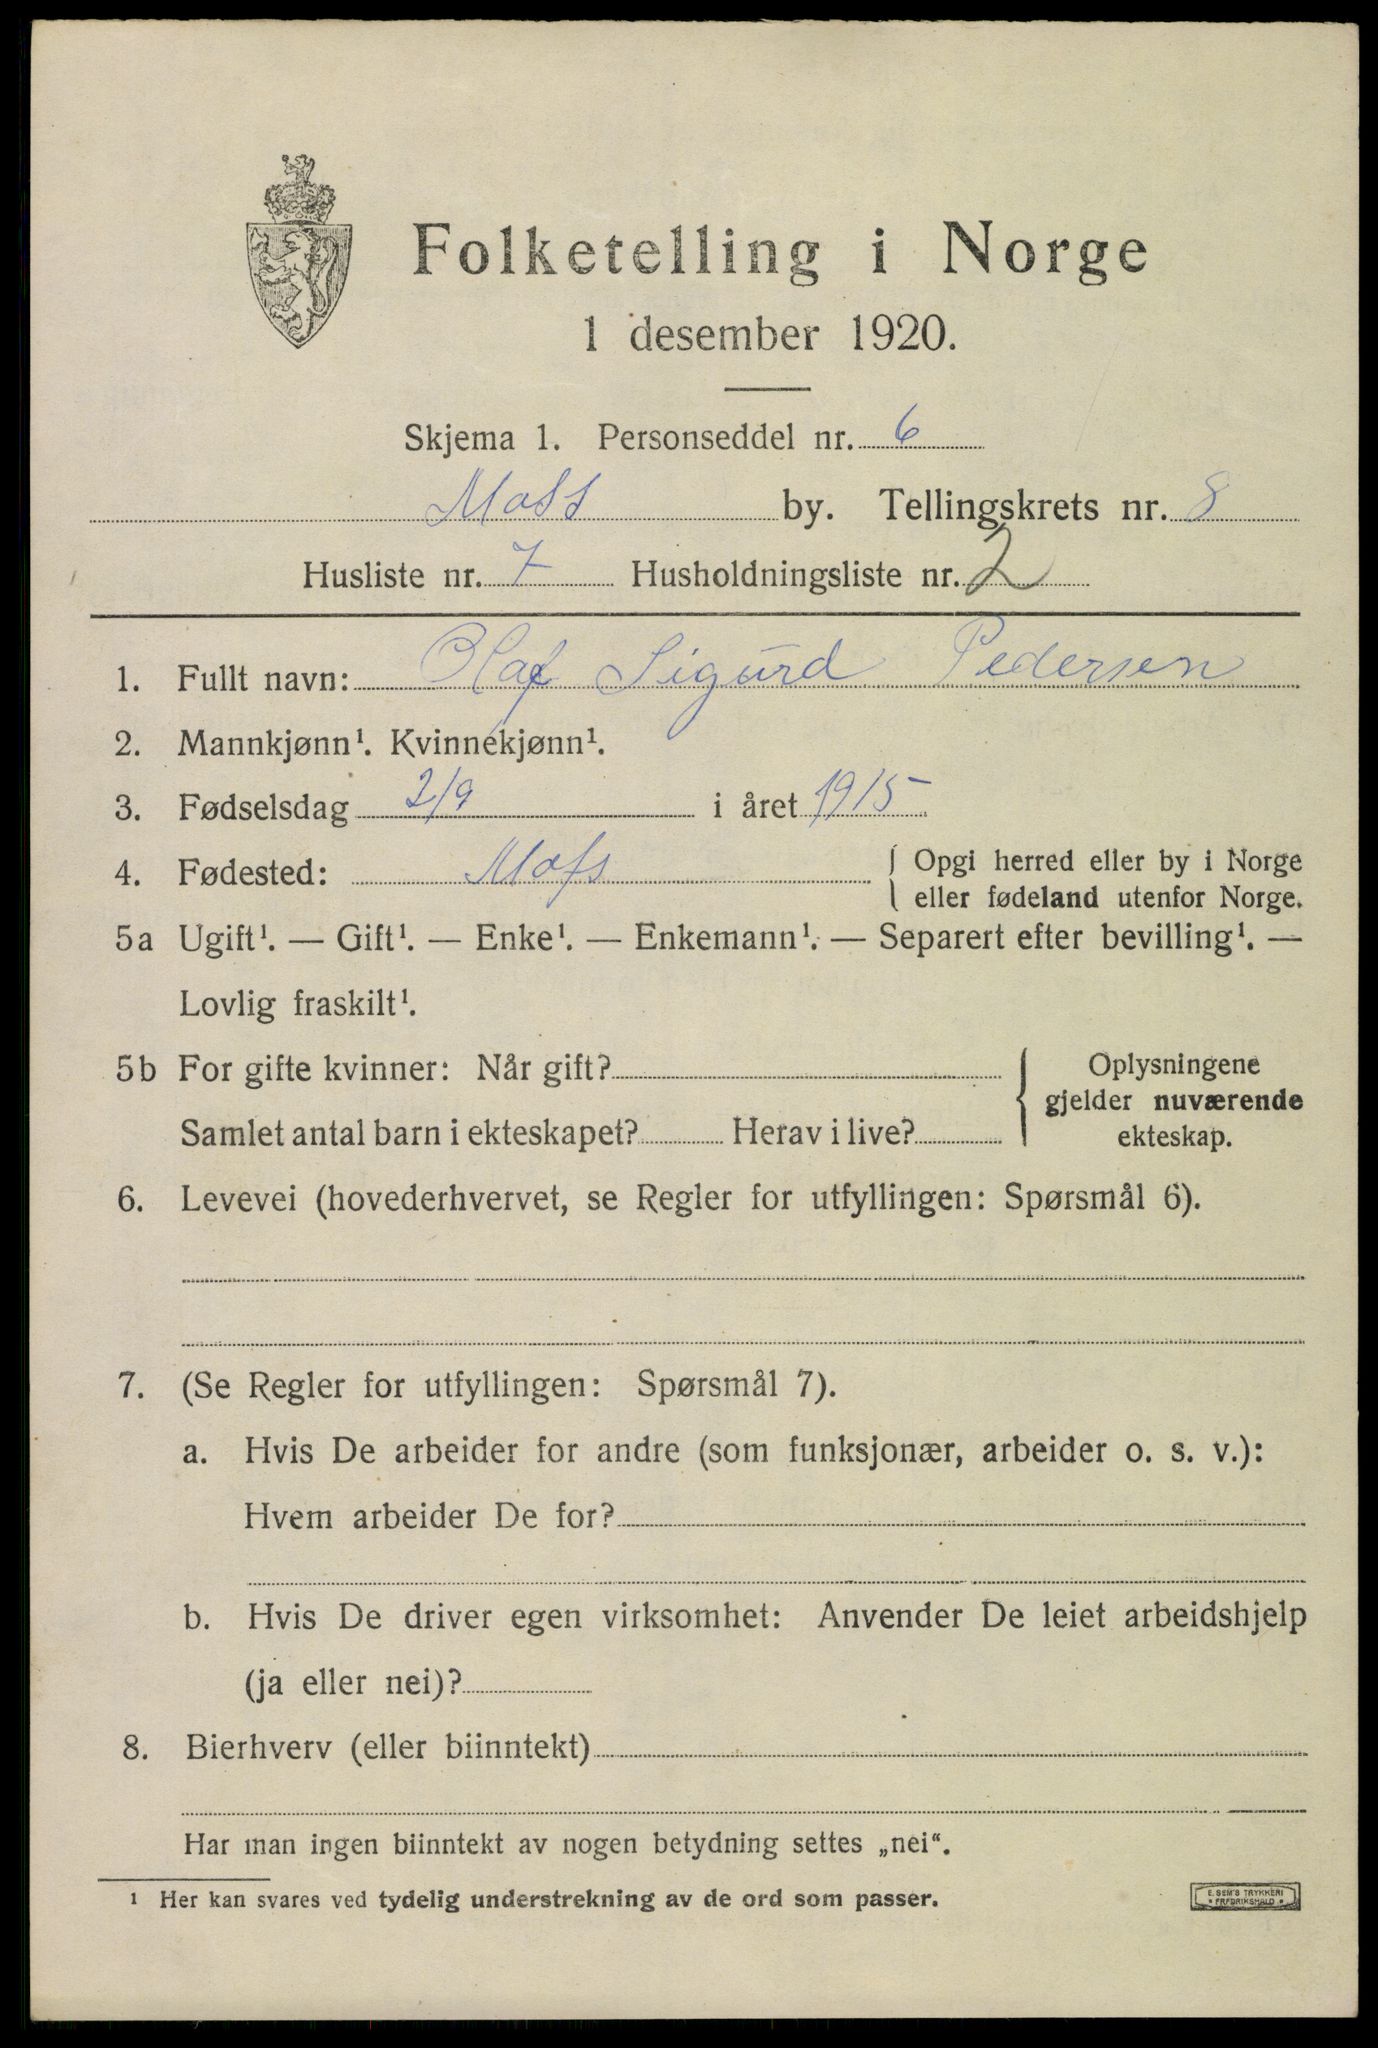 Folketelling i Norge
1 desember 1920.
Skjema 1. Personseddel nr. 6
Moss by. Tellingskrets nr. 8
Husliste nr. 7 Husholdningsliste nr. 2
1. Fullt navn: Olaf Sigurd Pedersen
2. Mannkjønn¹. Kvinnekjønn¹.
3. Fødselsdag 2/9 i året 1915
4. Fødested: Moss { Opgi herred eller by i Norge
eller fødeland utenfor Norge.
5a Ugift¹. — Gift¹. — Enke¹. — Enkemann¹. — Separert efter bevilling¹. —
Lovlig fraskilt¹.
5b For gifte kvinner: Når gift?
Samlet antal barn i ekteskapet? Herav i live?
{ Oplysningene
gjelder nuværende
ekteskap.
6. Levevei (hovederhvervet, se Regler for utfyllingen: Spørsmål 6).
7. (Se Regler for utfyllingen: Spørsmål 7).
a. Hvis De arbeider for andre (som funksjonær, arbeider o. s. v.):
Hvem arbeider De for?
b. Hvis De driver egen virksomhet: Anvender De leiet arbeidshjelp
(ja eller nei)?
8. Bierhverv (eller biinntekt)
Har man ingen biinntekt av nogen betydning settes „nei“.
¹ Her kan svares ved tydelig understrekning av de ord som passer.
E. SEM'S TRYKKERI
FREDRIKSHALD